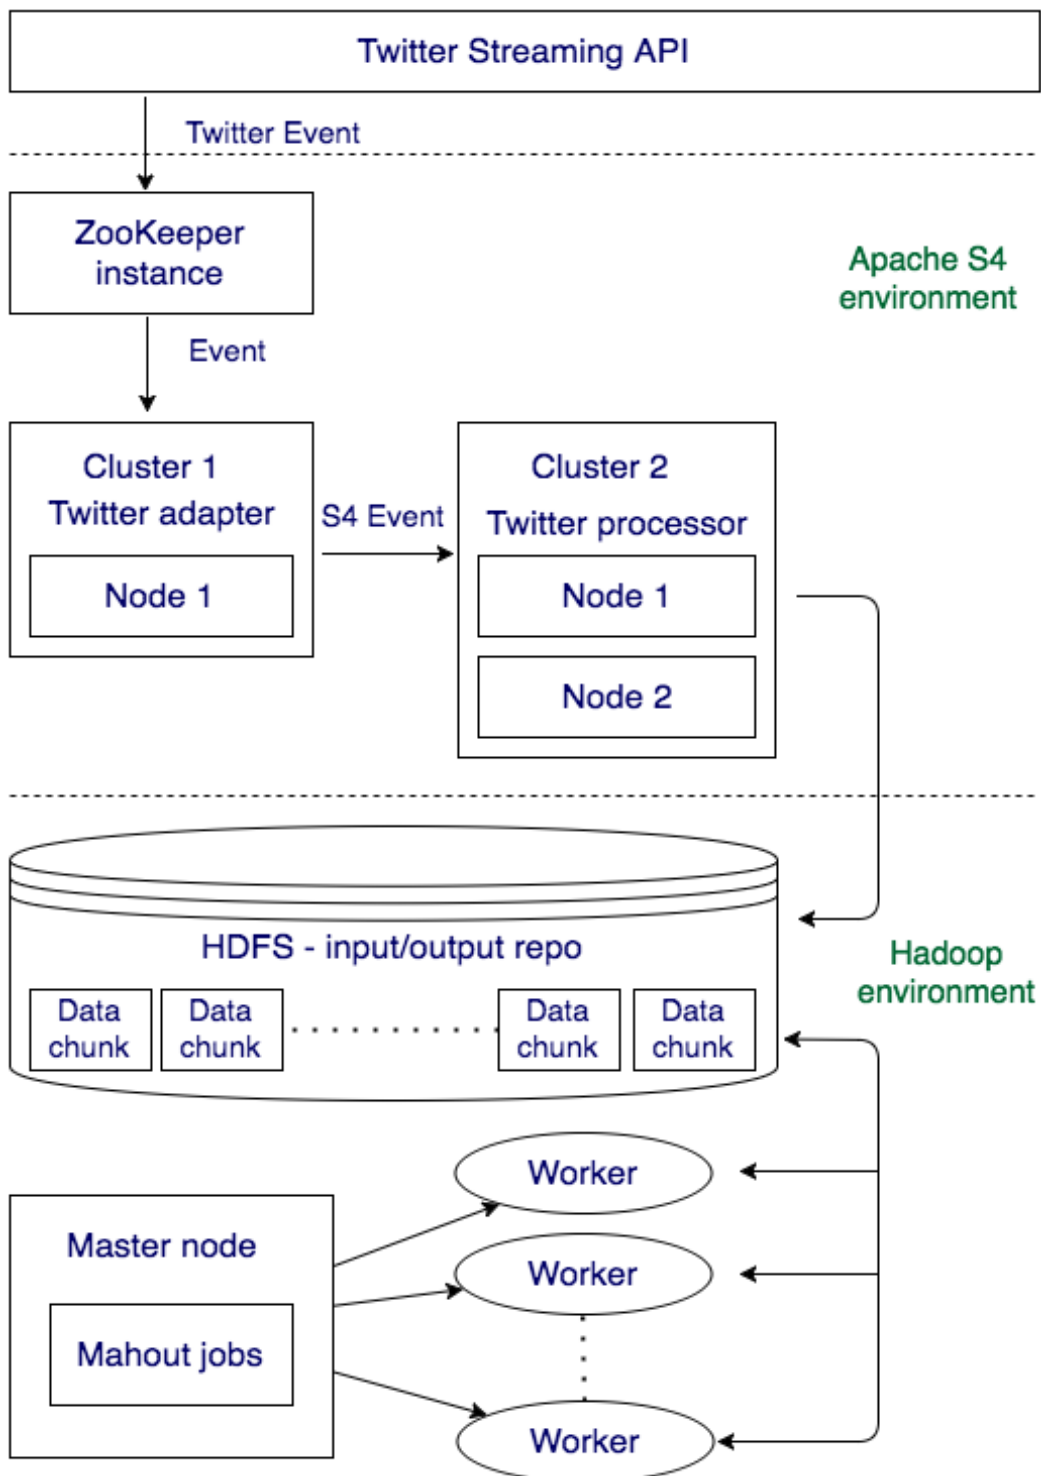 Twitter Streaming API
Twitter Event
ZooKeeper
instance
Apache S4
environment
Event
Cluster 1
Twitter adapter
Node 1
S4 Event
Cluster 2
Twitter processor
Node 1
Node 2
HDFS - input/output repo
Data
chunk
Data
chunk
Data
chunk
Data
chunk
Hadoop
environment
Master node
Mahout jobs
Worker
Worker
Worker